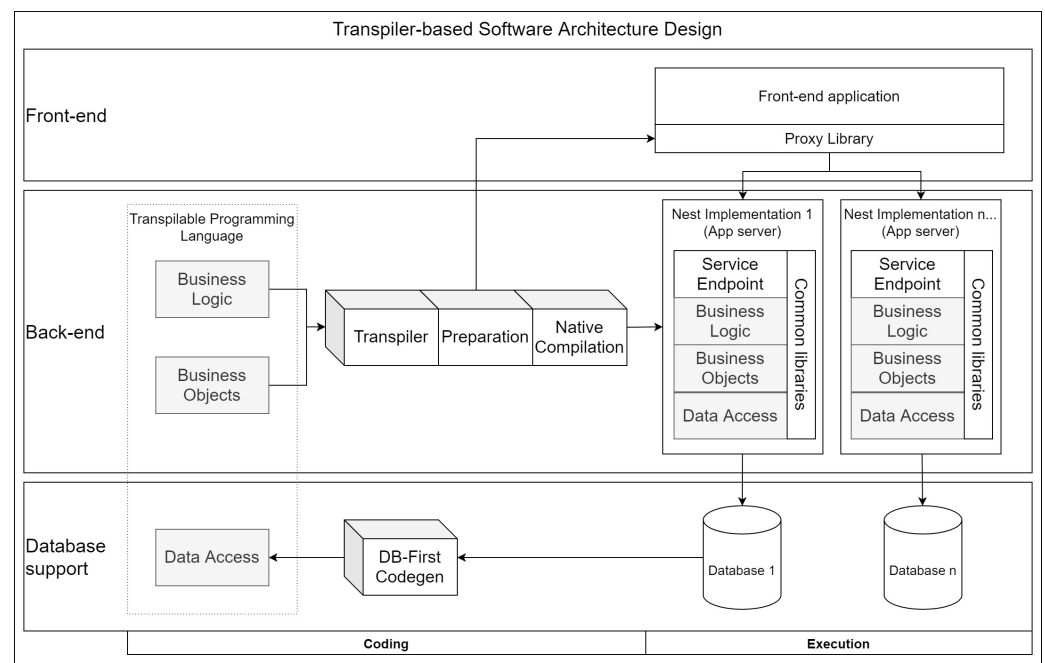 Transpiler-based Software Architecture Design
Front-end
Front-end application
Proxy Library
Back-end
Transpilable Programming
Language
Business
Logic
Business
Objects
Transpiler
Preparation
Native
Compilation
Nest Implementation 1
(App server)
Service
Endpoint
Business
Logic
Business
Objects
Data Access
Common libraries
Nest Implementation n...
(App server)
Service
Endpoint
Business
Logic
Business
Objects
Data Access
Common libraries
Database
support
Data Access
DB-First
Codegen
Database 1
Database n
Coding
Execution